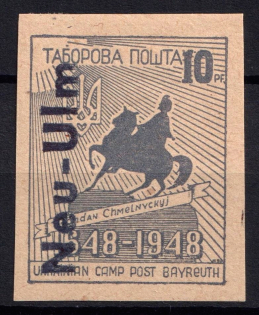 ТАБОРОВА ПОШТА
10 PF.
Neu-Ulm
Bohdan Chmelnyckyj
1648-1948
UKRAINIAN CAMP POST BAYREUTH